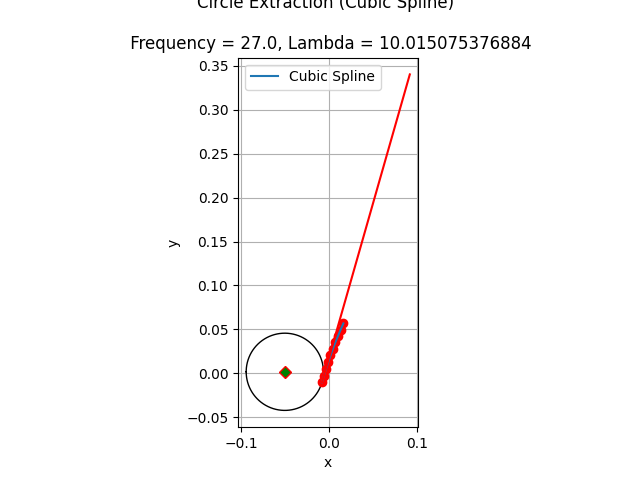 Circle Extraction (Cubic Spline)
Frequency = 27.0, Lambda = 10.015075376884
Cubic Spline
0.35
0.30
0.25
0.20
0.15
0.10
0.05
0.00
−0.05
y
−0.1
0.0
0.1
x